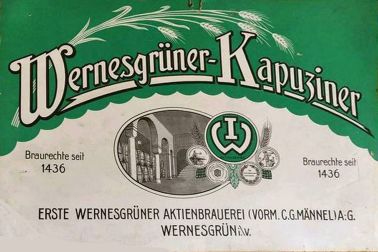 Wernesgrüner-Kapuziner
Braurechte seit
1436
Braurechte seit
1436
ERSTE WERNESGRÜNER AKTIENBRAUEREI (VORM. C.G. MÄNNEL) A.-G.
WERNESGRÜN i.V.